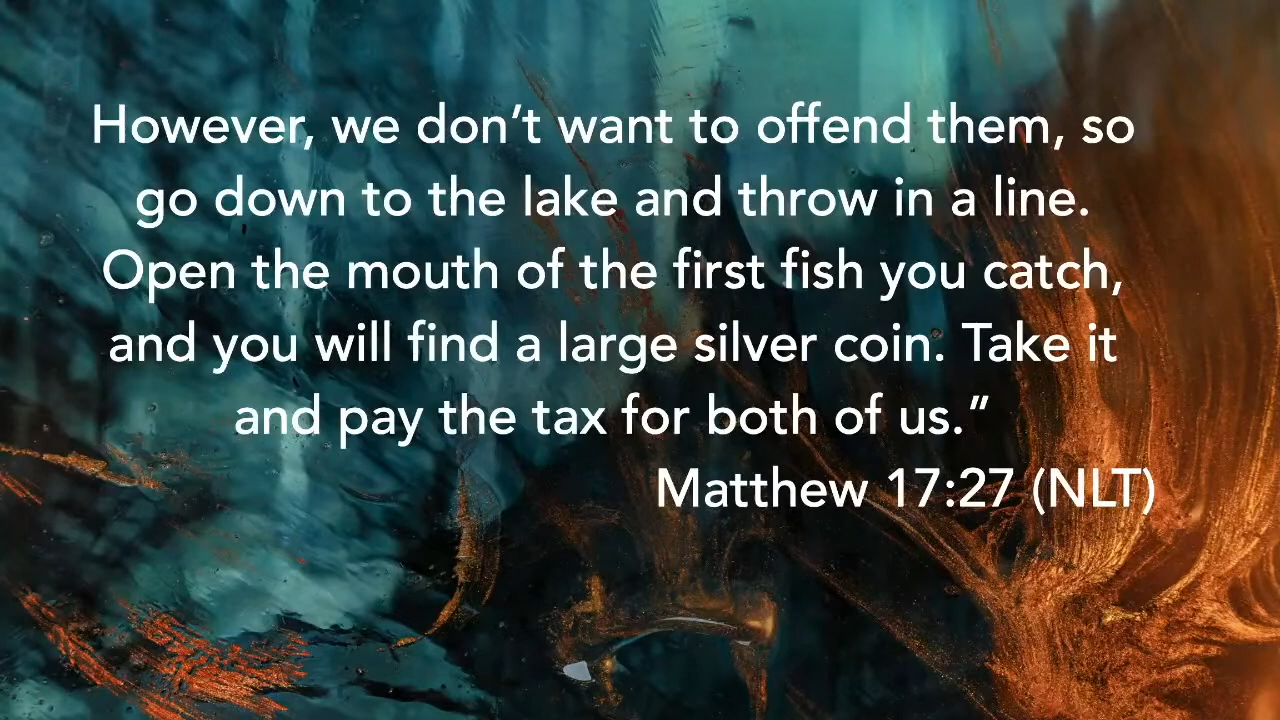 However, we don’t want to offend them, so
go down to the lake and throw in a line.
Open the mouth of the first fish you catch,
and you will find a large silver coin. Take it
and pay the tax for both of us.”
Matthew 17:27 (NLT)